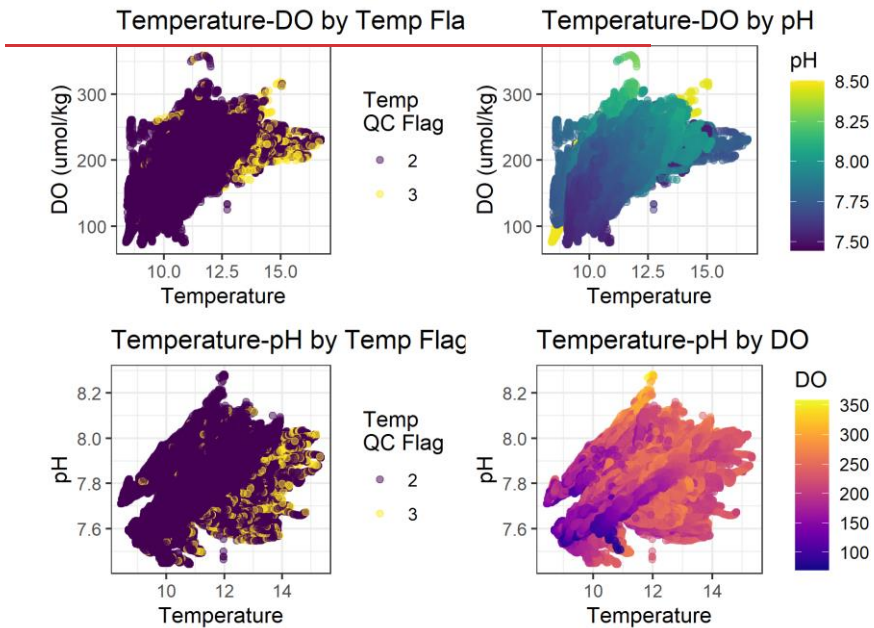 Temperature-DO by Temp Fla
Temperature-DO by pH
DO (umol/kg)
300
200
100
10.0
12.5
15.0
Temperature
Temp
QC Flag
2
3
DO (umol/kg)
300
200
100
10.0
12.5
15.0
Temperature
pH
8.50
8.25
8.00
7.75
7.50
Temperature-pH by Temp Flag
Temperature-pH by DO
pH
8.2
8.0
7.8
7.6
10
12
14
Temperature
Temp
QC Flag
2
3
pH
8.2
8.0
7.8
7.6
10
12
14
Temperature
DO
350
300
250
200
150
100